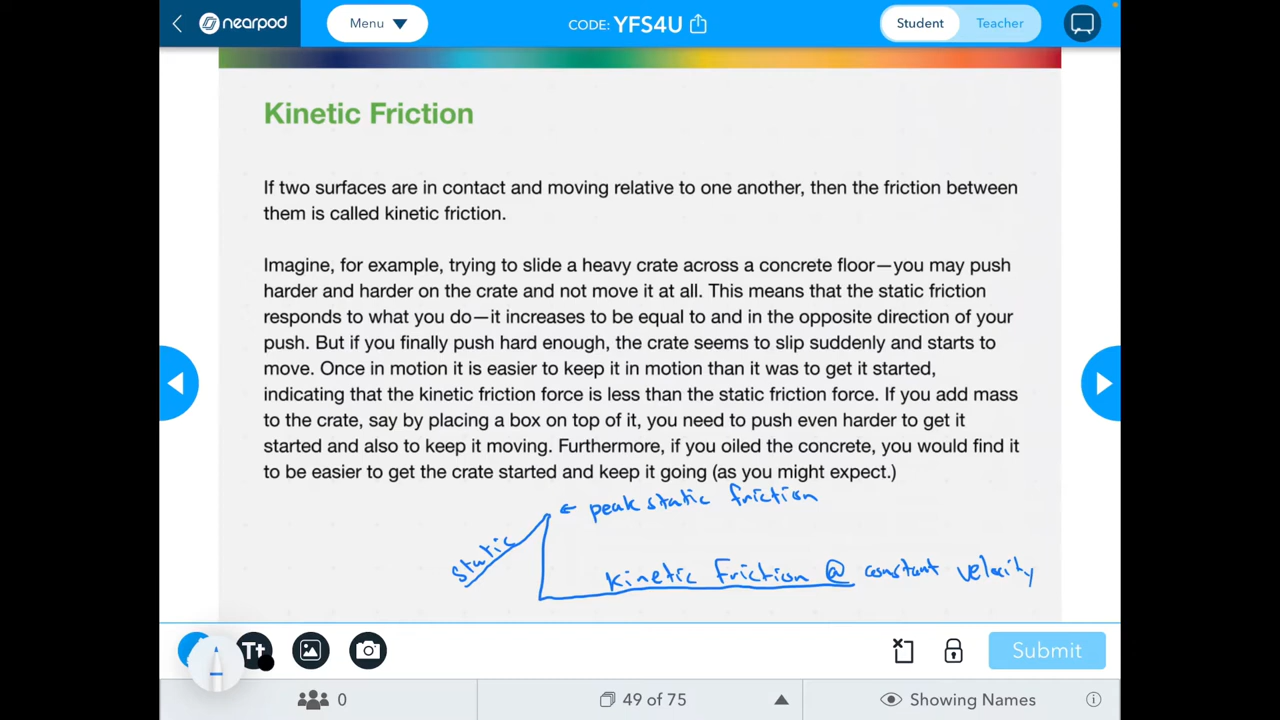 nearpod
Menu
CODE: YFS4U
Student
Teacher
Kinetic Friction
If two surfaces are in contact and moving relative to one another, then the friction between
them is called kinetic friction.
Imagine, for example, trying to slide a heavy crate across a concrete floor—you may push
harder and harder on the crate and not move it at all. This means that the static friction
responds to what you do—it increases to be equal to and in the opposite direction of your
push. But if you finally push hard enough, the crate seems to slip suddenly and starts to
move. Once in motion it is easier to keep it in motion than it was to get it started,
indicating that the kinetic friction force is less than the static friction force. If you add mass
to the crate, say by placing a box on top of it, you need to push even harder to get it
started and also to keep it moving. Furthermore, if you oiled the concrete, you would find it
to be easier to get the crate started and keep it going (as you might expect.)
← peak static friction
static
kinetic friction @ constant velocity
Tt
Submit
0
49 of 75
Showing Names